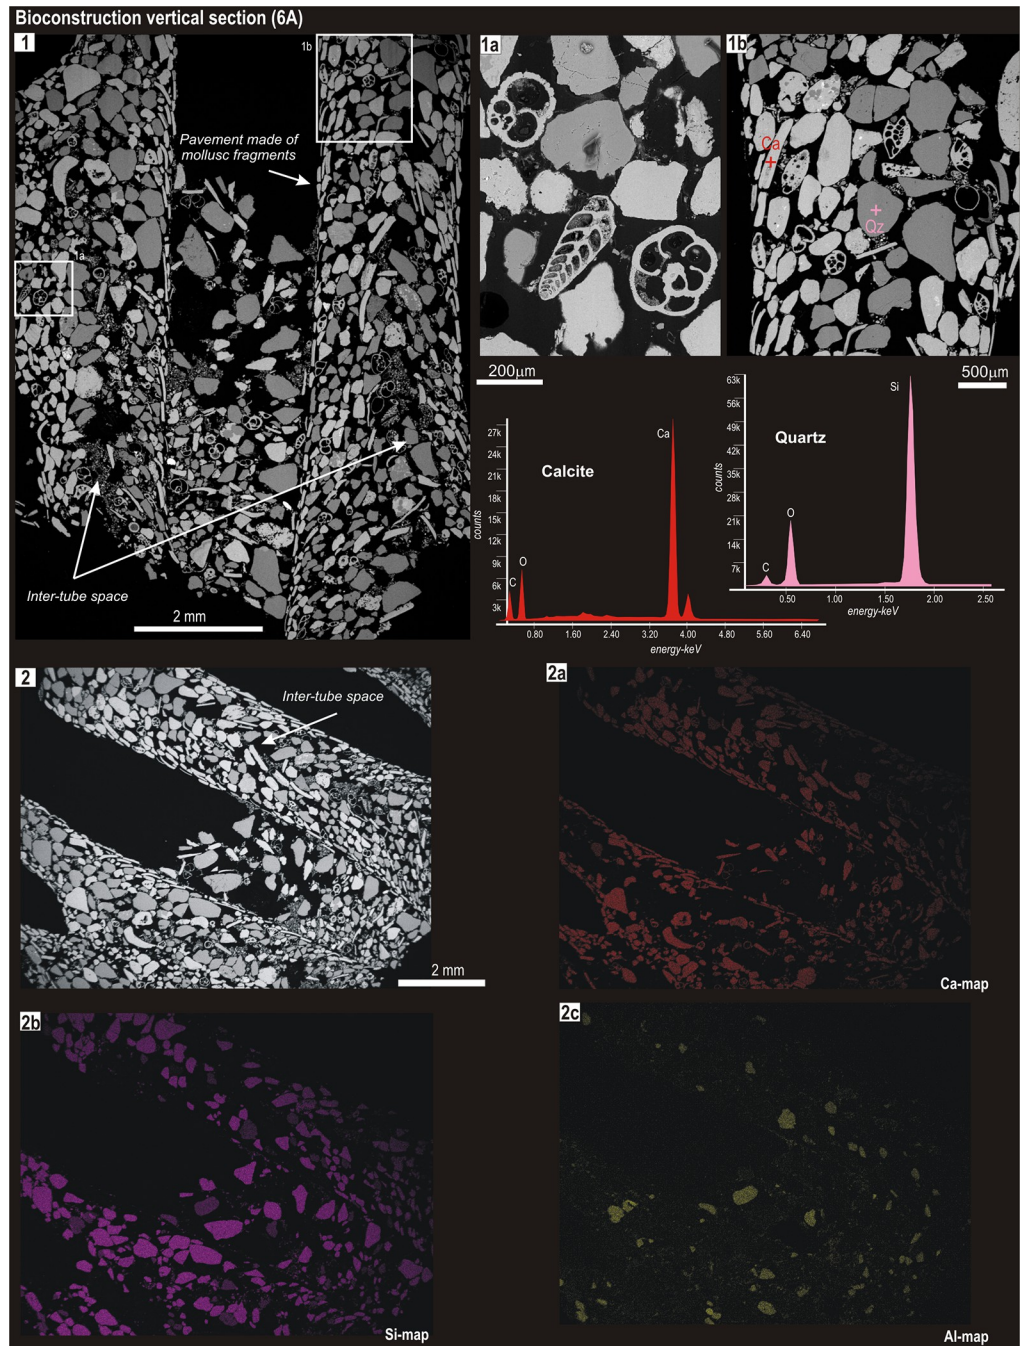 Bioconstruction vertical section (6A)
1
1b
Pavement made of
mollusc fragments
1a
Inter-tube space
2 mm
1a
200µm
1b
Ca
Qz
500µm
27k
24k
21k
18k
15k
12k
9k
6k
3k
counts
Calcite
Ca
C
O
0.80 1.60 2.40 3.20 4.00 4.80 5.60 6.40
energy-keV
63k
56k
49k
42k
35k
28k
21k
14k
7k
counts
Quartz
Si
O
C
0.50 1.00 1.50 2.00 2.50
energy-keV
2
Inter-tube space
2 mm
2a
Ca-map
2b
Si-map
2c
Al-map